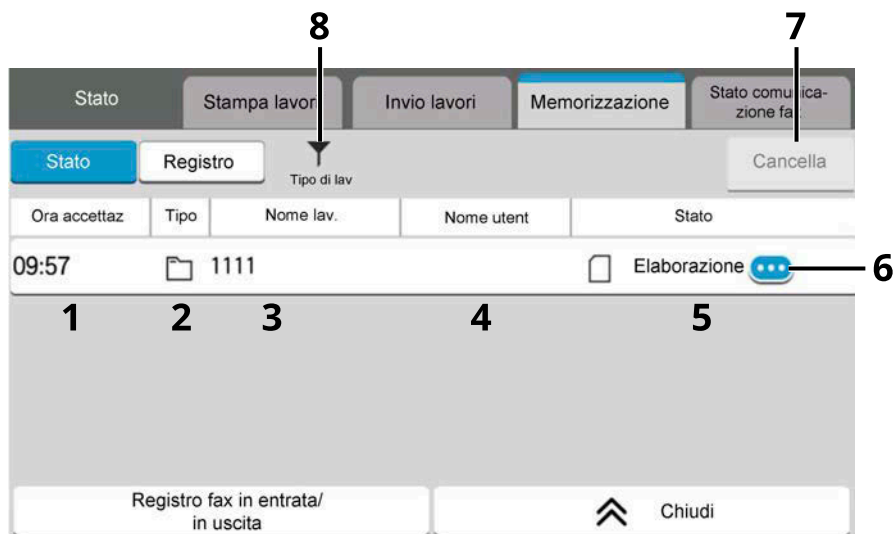 8 7
Stato Stampa lavori Invio lavori Memorizzazione Stato comunica-
zione fax
Stato Registro Tipo di lav Cancella
Ora accettaz Tipo Nome lav. Nome utent Stato
09:57 1111 Elaborazione 6
1 2 3 4 5
Registro fax in entrata/
in uscita
Chiudi